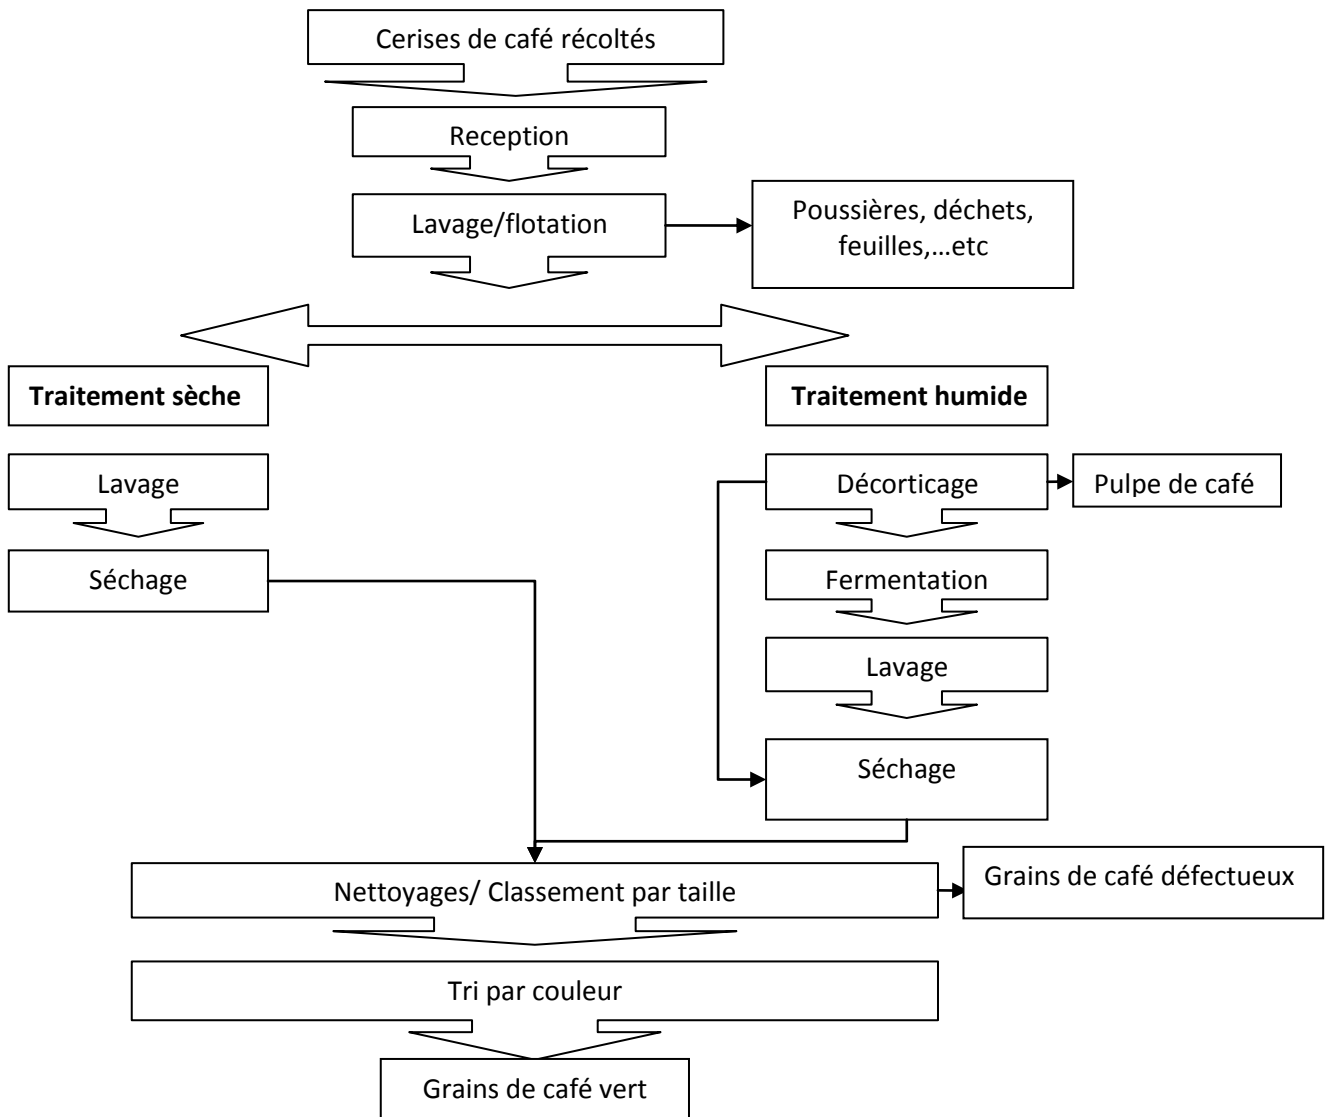 Cerises de café récoltés
Reception
Lavage/flotation
Poussières, déchets,
feuilles,...etc
Traitement sèche
Traitement humide
Lavage
Séchage
Décorticage
Pulpe de café
Fermentation
Lavage
Séchage
Nettoyages/ Classement par taille
Grains de café défectueux
Tri par couleur
Grains de café vert